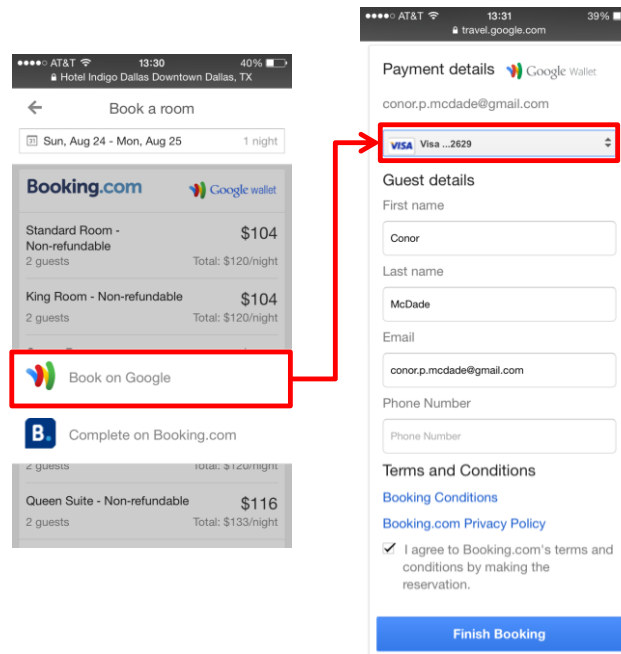 AT&T 13:30 40%
Hotel Indigo Dallas Downtown Dallas, TX
Book a room
31 Sun, Aug 24 - Mon, Aug 25 1 night
Booking.com Google wallet
Standard Room - $104
Non-refundable
2 guests Total: $120/night
King Room - Non-refundable $104
2 guests Total: $120/night
Book on Google
B. Complete on Booking.com
2 guests Total: $120/night
Queen Suite - Non-refundable $116
2 guests Total: $133/night
AT&T 13:31 39%
travel.google.com
Payment details Google Wallet
conor.p.mcdade@gmail.com
VISA Visa ...2629
Guest details
First name
Conor
Last name
McDade
Email
conor.p.mcdade@gmail.com
Phone Number
Phone Number
Terms and Conditions
Booking Conditions
Booking.com Privacy Policy
I agree to Booking.com's terms and
conditions by making the
reservation.
Finish Booking